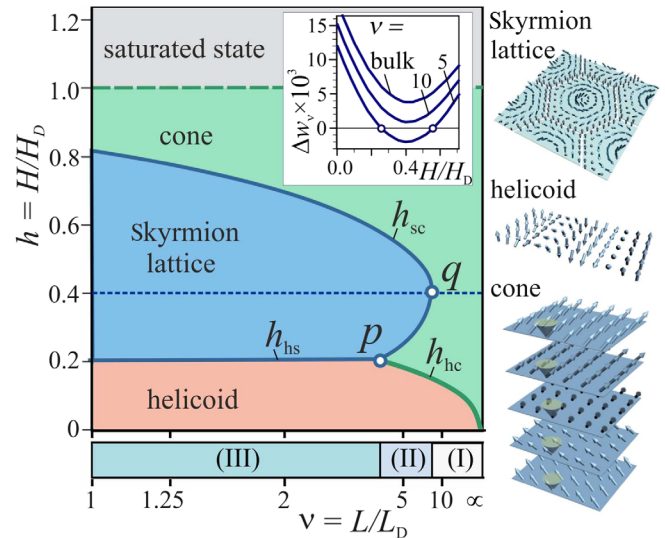 1.2
saturated state
1.0
cone
0.8
h = H/H_D
0.6
h_sc
Skyrmion
lattice
q
0.4
p
h_hs
h_hc
0.2
helicoid
0
(III)
(II)
(I)
1
1.25
2
5
10
∝
ν = L/L_D
15
10
5
0
Δw_v×10³
ν =
bulk
10
5
0.0
0.4
H/H_D
Skyrmion
lattice
helicoid
cone